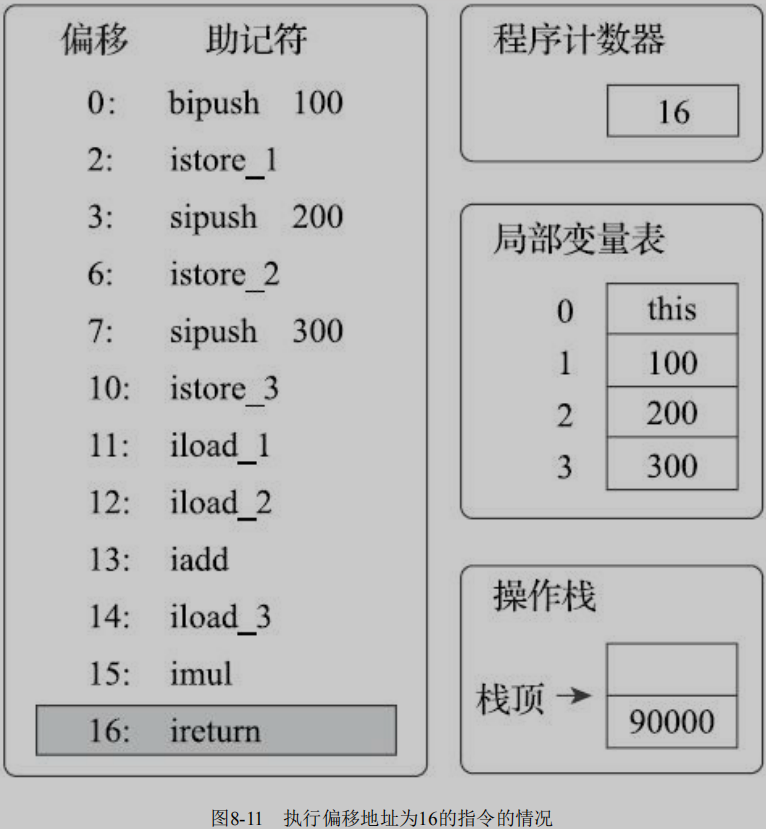 偏移 助记符
0: bipush 100
2: istore_1
3: sipush 200
6: istore_2
7: sipush 300
10: istore_3
11: iload_1
12: iload_2
13: iadd
14: iload_3
15: imul
16: ireturn
程序计数器
16
局部变量表
0 this
1 100
2 200
3 300
操作栈
栈顶
90000
图8-11 执行偏移地址为16的指令的情况